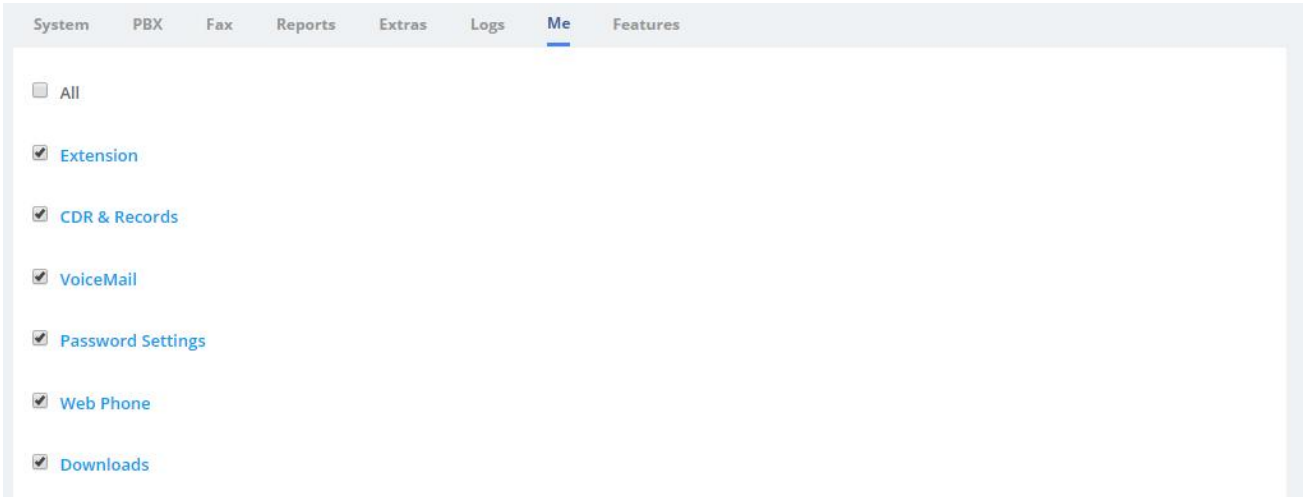 System PBX Fax Reports Extras Logs Me Features
All
Extension
CDR & Records
VoiceMail
Password Settings
Web Phone
Downloads